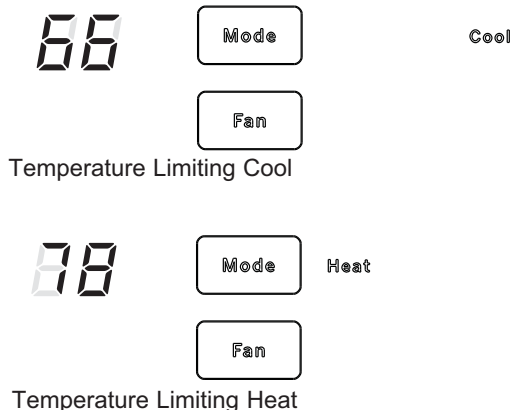 66 Mode Cool
Fan
Temperature Limiting Cool
78 Mode Heat
Fan
Temperature Limiting Heat